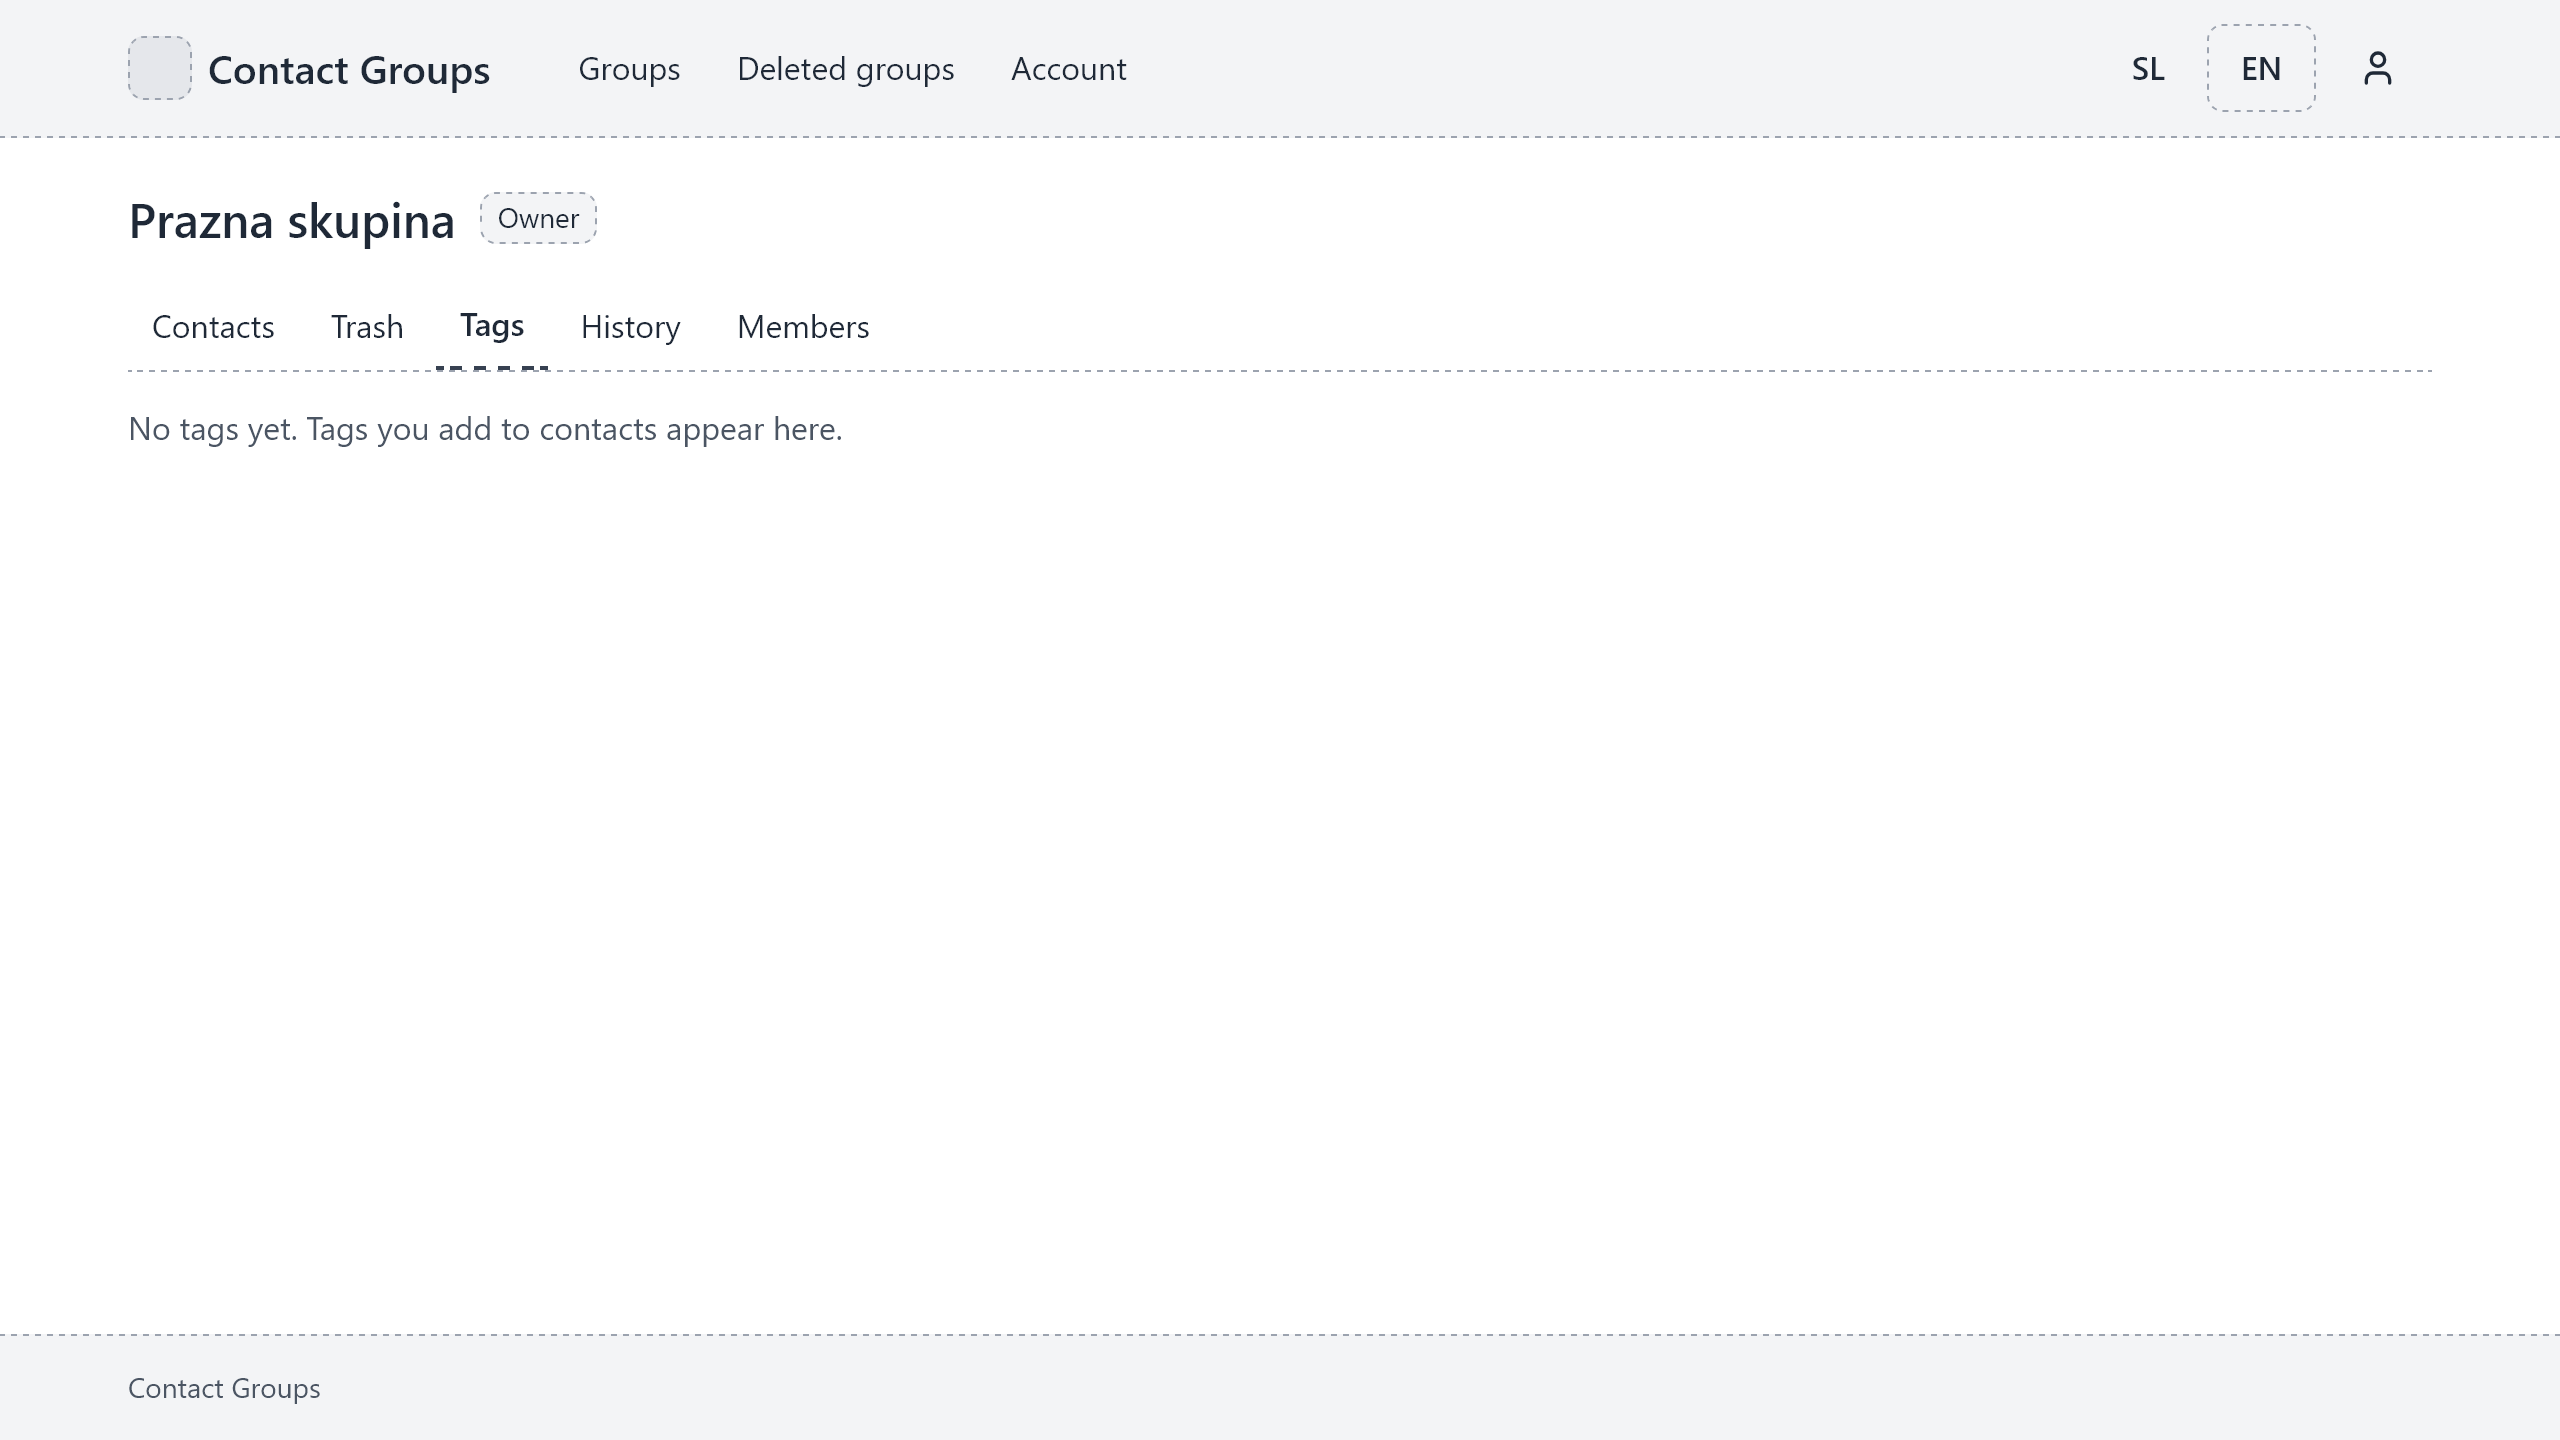 Contact Groups Groups Deleted groups Account SL EN
Prazna skupina Owner
Contacts Trash Tags History Members
No tags yet. Tags you add to contacts appear here.
Contact Groups